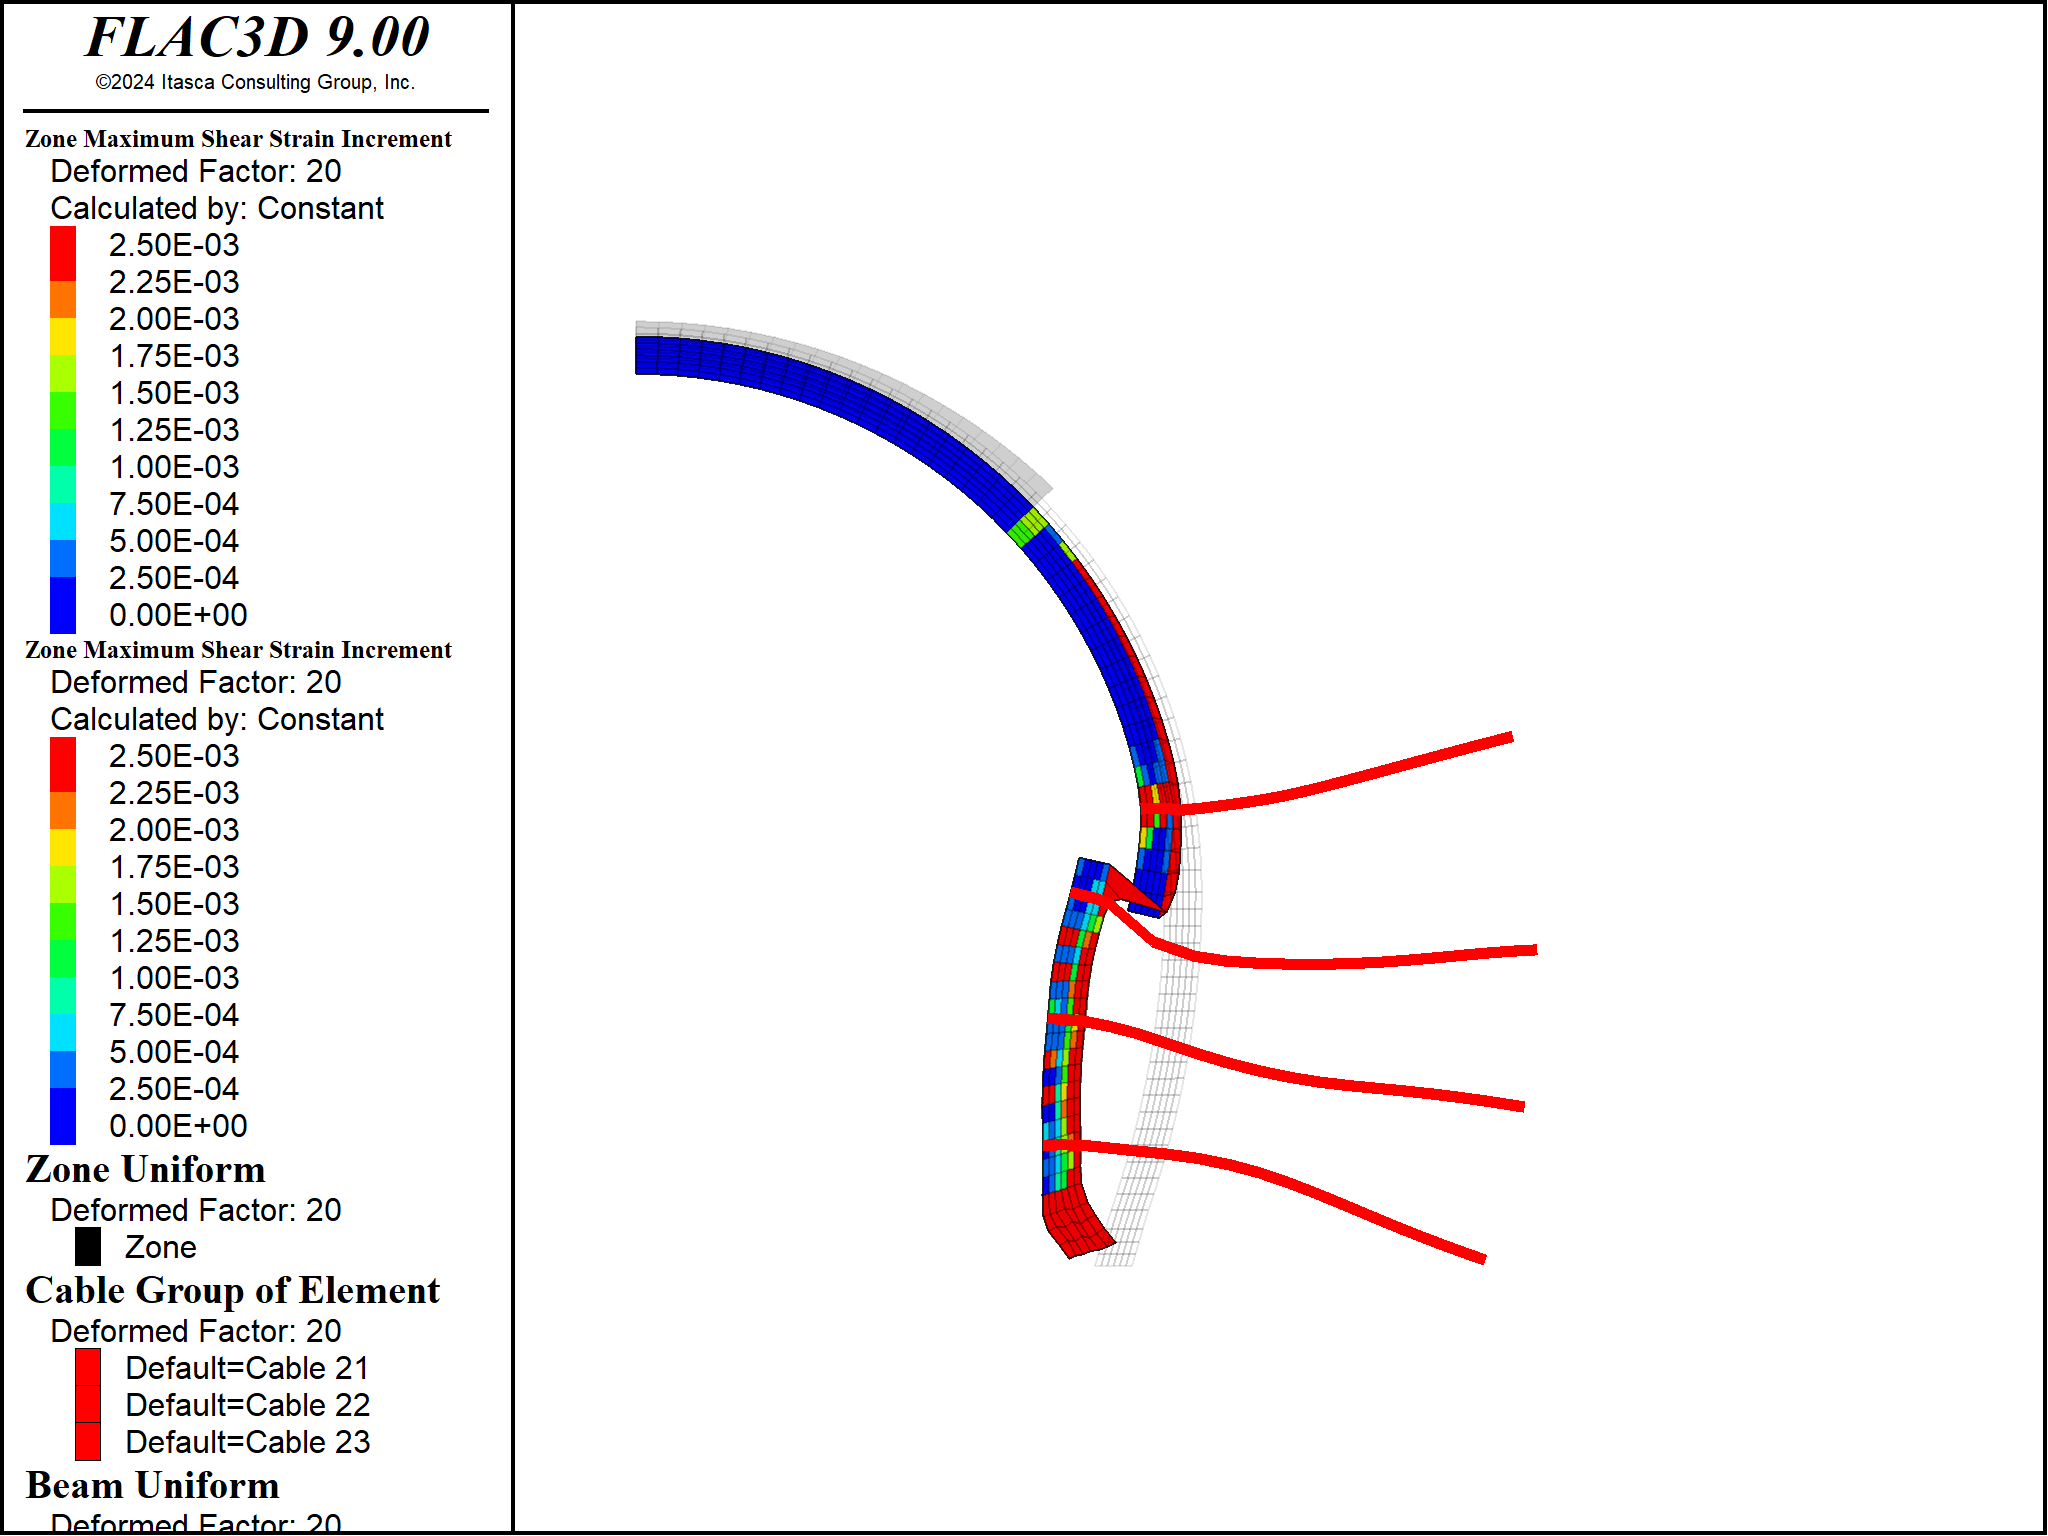 FLAC3D 9.00
©2024 Itasca Consulting Group, Inc.
Zone Maximum Shear Strain Increment
Deformed Factor: 20
Calculated by: Constant
2.50E-03
2.25E-03
2.00E-03
1.75E-03
1.50E-03
1.25E-03
1.00E-03
7.50E-04
5.00E-04
2.50E-04
0.00E+00
Zone Maximum Shear Strain Increment
Deformed Factor: 20
Calculated by: Constant
2.50E-03
2.25E-03
2.00E-03
1.75E-03
1.50E-03
1.25E-03
1.00E-03
7.50E-04
5.00E-04
2.50E-04
0.00E+00
Zone Uniform
Deformed Factor: 20
Zone
Cable Group of Element
Deformed Factor: 20
Default=Cable 21
Default=Cable 22
Default=Cable 23
Beam Uniform
Deformed Factor: 20